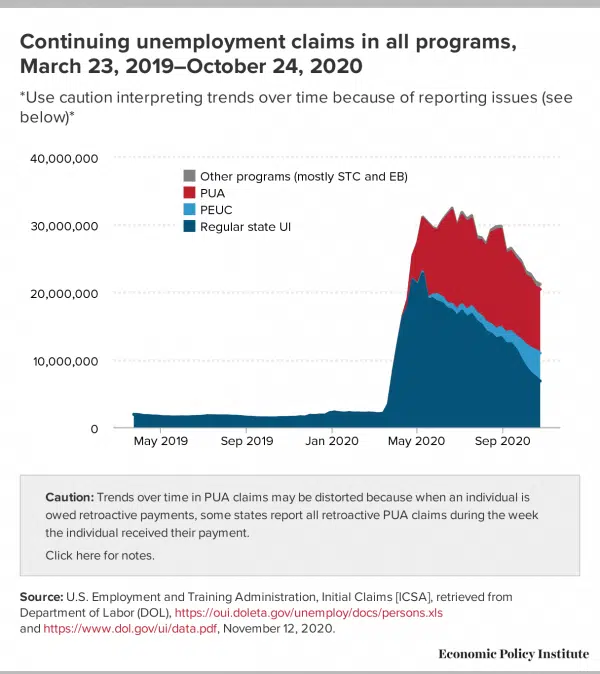 Continuing unemployment claims in all programs,
March 23, 2019–October 24, 2020
*Use caution interpreting trends over time because of reporting issues (see
below)*
40,000,000
Other programs (mostly STC and EB)
PUA
PEUC
Regular state UI
30,000,000
20,000,000
10,000,000
0
May 2019 Sep 2019 Jan 2020 May 2020 Sep 2020
Caution: Trends over time in PUA claims may be distorted because when an individual is
owed retroactive payments, some states report all retroactive PUA claims during the week
the individual received their payment.
Click here for notes.
Source: U.S. Employment and Training Administration, Initial Claims [ICSA], retrieved from
Department of Labor (DOL), https://oui.doleta.gov/unemploy/docs/persons.xls
and https://www.dol.gov/ui/data.pdf, November 12, 2020.
Economic Policy Institute